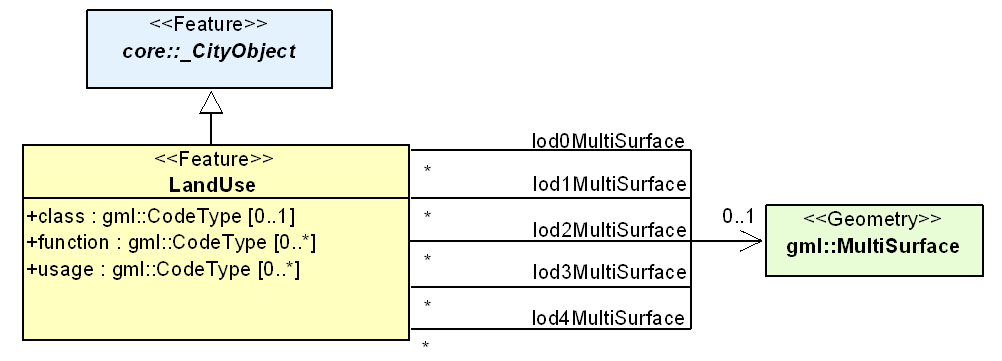 <<Feature>>
core::_CityObject
<<Feature>>
LandUse
+class : gml::CodeType [0..1]
+function : gml::CodeType [0..*]
+usage : gml::CodeType [0..*]
lod0MultiSurface
*
lod1MultiSurface
*
lod2MultiSurface
*
lod3MultiSurface
*
lod4MultiSurface
*
0..1
<<Geometry>>
gml::MultiSurface